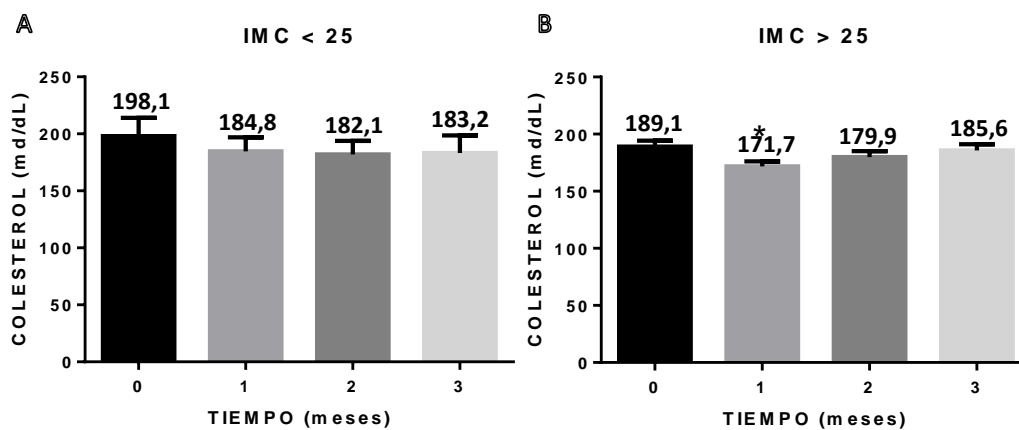 A
IMC < 25
COLESTEROL (md/dL)
250
200
150
100
50
0
198,1
184,8
182,1
183,2
0 1 2 3
TIEMPO (meses)
B
IMC > 25
COLESTEROL (md/dL)
250
200
150
100
50
0
189,1
*
171,7
179,9
185,6
0 1 2 3
TIEMPO (meses)